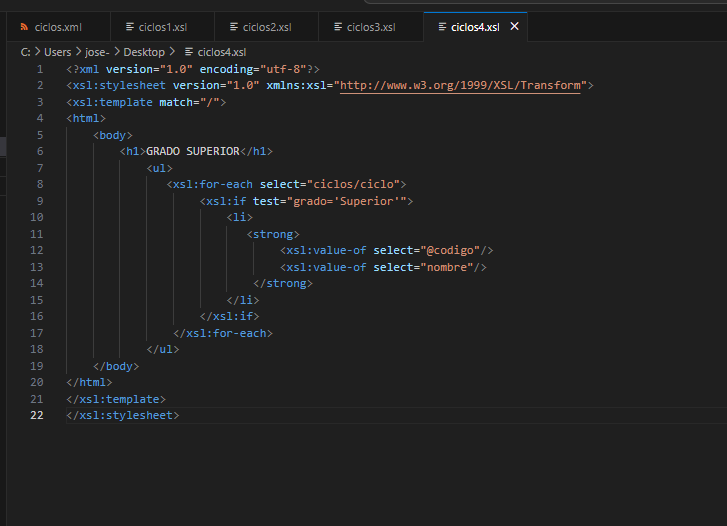 ciclos.xml ciclos1.xsl ciclos2.xsl ciclos3.xsl ciclos4.xsl
C: > Users > jose- > Desktop > ciclos4.xsl
1 <?xml version="1.0" encoding="utf-8"?>
2 <xsl:stylesheet version="1.0" xmlns:xsl="http://www.w3.org/1999/XSL/Transform">
3 <xsl:template match="/">
4 <html>
5 <body>
6 <h1>GRADO SUPERIOR</h1>
7 <ul>
8 <xsl:for-each select="ciclos/ciclo">
9 <xsl:if test="grado='Superior'">
10 <li>
11 <strong>
12 <xsl:value-of select="@codigo"/>
13 <xsl:value-of select="nombre"/>
14 </strong>
15 </li>
16 </xsl:if>
17 </xsl:for-each>
18 </ul>
19 </body>
20 </html>
21 </xsl:template>
22 </xsl:stylesheet>